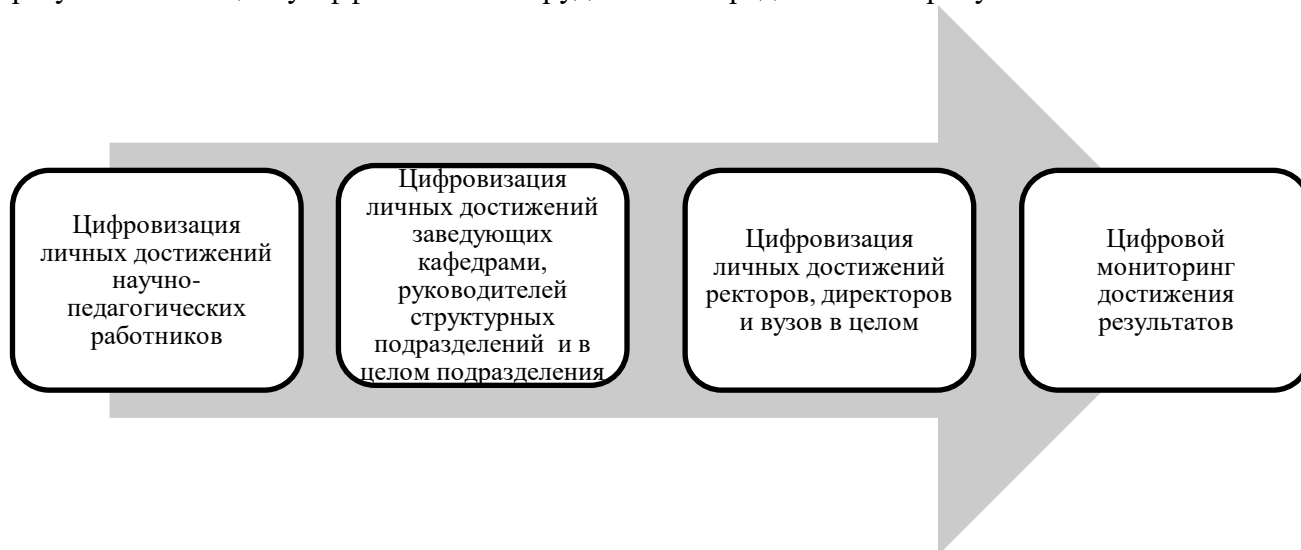 Цифровизация
личных достижений
научно-
педагогических
работников
Цифровизация
личных достижений
заведующих
кафедрами,
руководителей
структурных
подразделений и в
целом подразделения
Цифровизация
личных достижений
ректоров, директоров
и вузов в целом
Цифровой
мониторинг
достижения
результатов